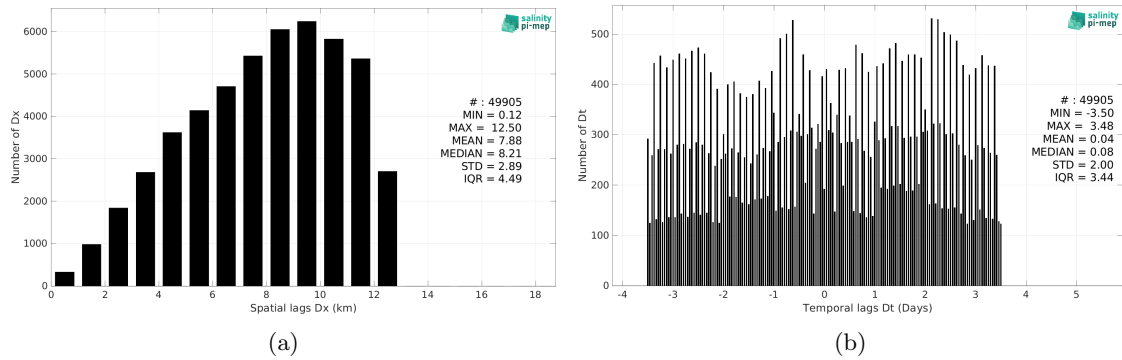 salinity
pi-mep
6000
5000
4000
3000
2000
1000
0
Number of Dx
# : 49905
MIN = 0.12
MAX = 12.50
MEAN = 7.88
MEDIAN = 8.21
STD = 2.89
IQR = 4.49
0 2 4 6 8 10 12 14 16 18
Spatial lags Dx (km)
(a)
salinity
pi-mep
500
400
300
200
100
0
Number of Dt
# : 49905
MIN = -3.50
MAX = 3.48
MEAN = 0.04
MEDIAN = 0.08
STD = 2.00
IQR = 3.44
-4 -3 -2 -1 0 1 2 3 4 5
Temporal lags Dt (Days)
(b)